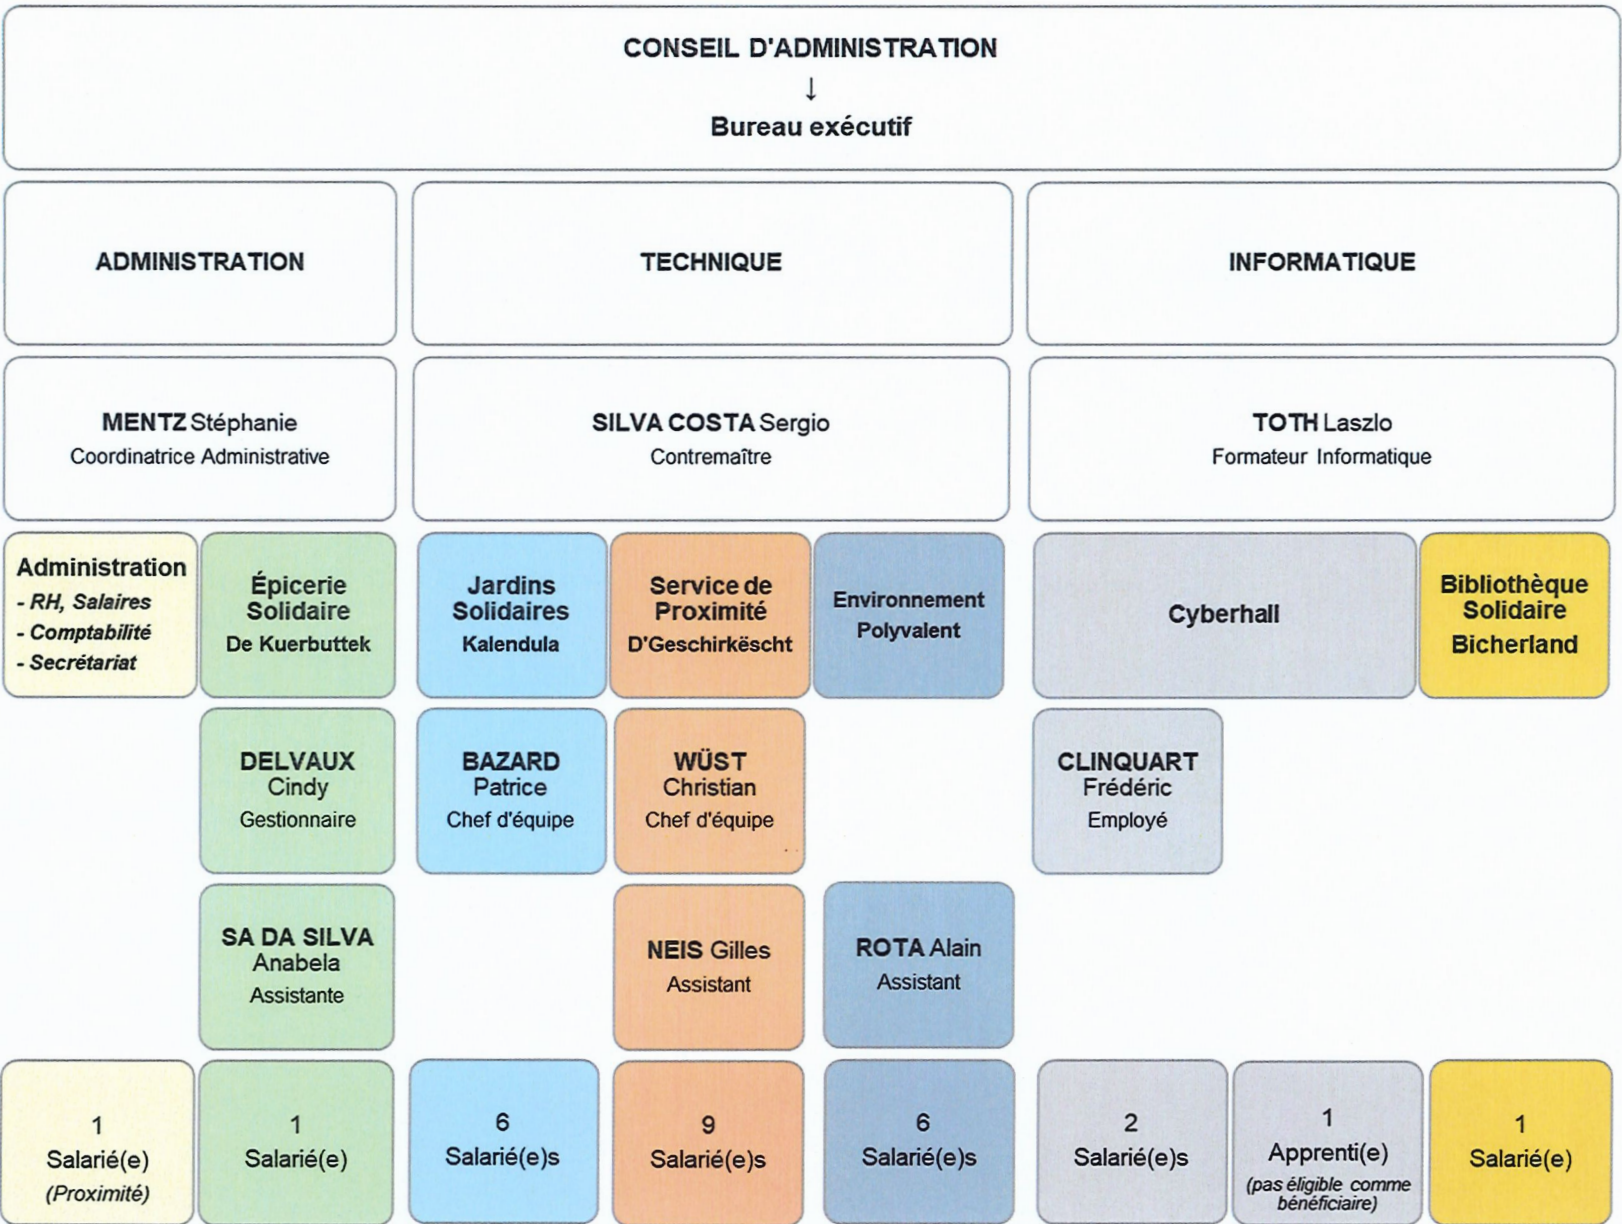 CONSEIL D'ADMINISTRATION
↓
Bureau exécutif
ADMINISTRATION
TECHNIQUE
INFORMATIQUE
MENTZ Stéphanie
Coordinatrice Administrative
SILVA COSTA Sergio
Contremaître
TOTH Laszlo
Formateur Informatique
Administration
- RH, Salaires
- Comptabilité
- Secrétariat
Épicerie
Solidaire
De Kuerbuttek
Jardins
Solidaires
Kalendula
Service de
Proximité
D'Geschirkëscht
Environnement
Polyvalent
Cyberhall
Bibliothèque
Solidaire
Bicherland
DELVAUX
Cindy
Gestionnaire
BAZARD
Patrice
Chef d'équipe
WÜST
Christian
Chef d'équipe
CLINQUART
Frédéric
Employé
SA DA SILVA
Anabela
Assistante
NEIS Gilles
Assistant
ROTA Alain
Assistant
1
Salarié(e)
(Proximité)
1
Salarié(e)
6
Salarié(e)s
9
Salarié(e)s
6
Salarié(e)s
2
Salarié(e)s
1
Apprenti(e)
(pas éligible comme
bénéficiaire)
1
Salarié(e)